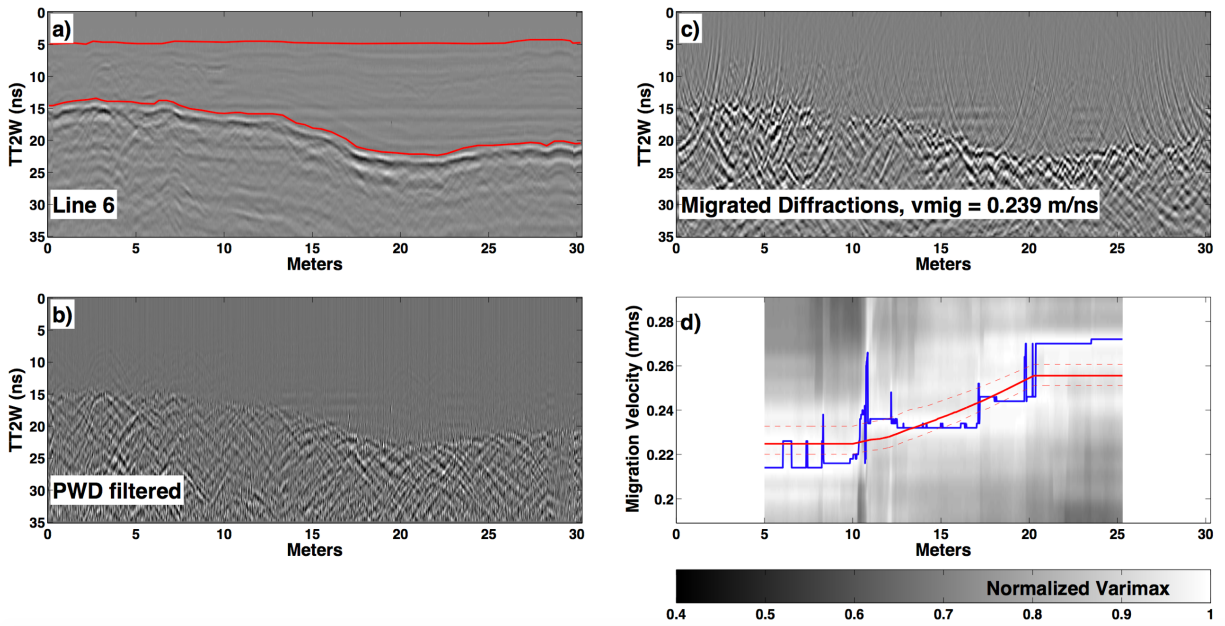 a)
TT2W (ns)
0
5
10
15
20
25
30
35
Line 6
0 5 10 15 20 25 30
Meters
b)
TT2W (ns)
0
5
10
15
20
25
30
35
PWD filtered
0 5 10 15 20 25 30
Meters
c)
TT2W (ns)
0
5
10
15
20
25
30
35
Migrated Diffractions, vmig = 0.239 m/ns
0 5 10 15 20 25 30
Meters
d)
Migration Velocity (m/ns)
0.28
0.26
0.24
0.22
0.2
0 5 10 15 20 25 30
Meters
Normalized Varimax
0.4 0.5 0.6 0.7 0.8 0.9 1